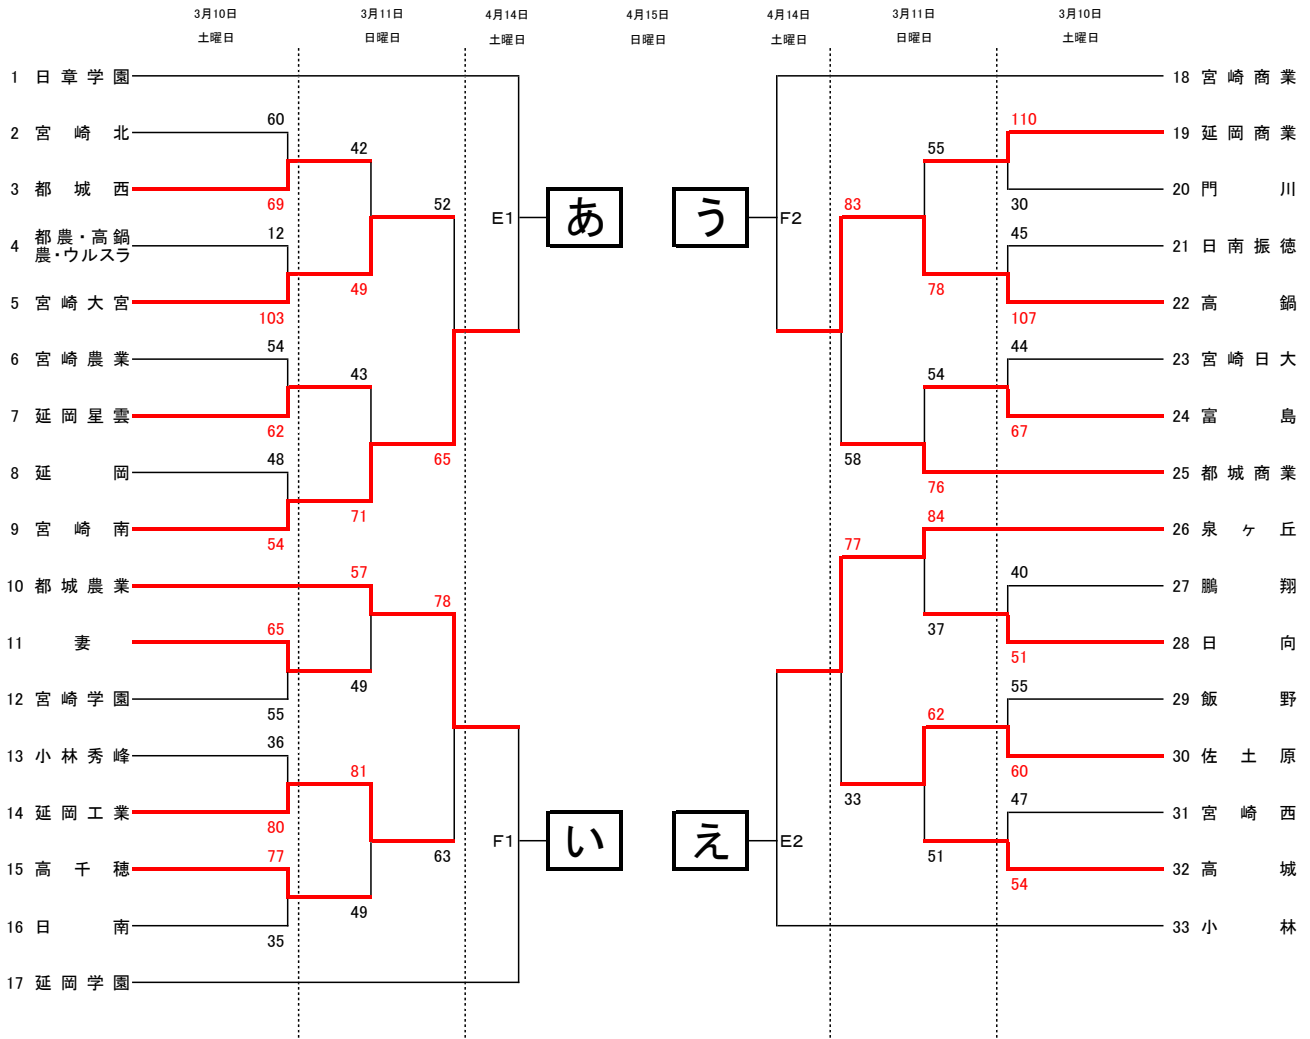 3月10日 3月11日 4月14日 4月15日 4月14日 3月11日 3月10日
土曜日 日曜日 土曜日 日曜日 土曜日 日曜日 土曜日
1 日章学園
2 宮崎北
3 都城西
4 都農・高鍋
農・ウルスラ
5 宮崎大宮
6 宮崎農業
7 延岡星雲
8 延岡
9 宮崎南
10 都城農業
11 妻
12 宮崎学園
13 小林秀峰
14 延岡工業
15 高千穂
16 日南
17 延岡学園
60
69
12
103
54
62
48
54
65
55
36
80
77
35
42
49
43
71
57
49
81
49
52
65
78
63
E1
F1
あ
い
う
え
F2
E2
83
58
77
33
55
78
54
76
84
37
62
51
110
30
45
107
44
67
40
51
55
60
47
54
18 宮崎商業
19 延岡商業
20 門川
21 日南振徳
22 高鍋
23 宮崎日大
24 富島
25 都城商業
26 泉ヶ丘
27 鵬翔
28 日向
29 飯野
30 佐土原
31 宮崎西
32 高城
33 小林